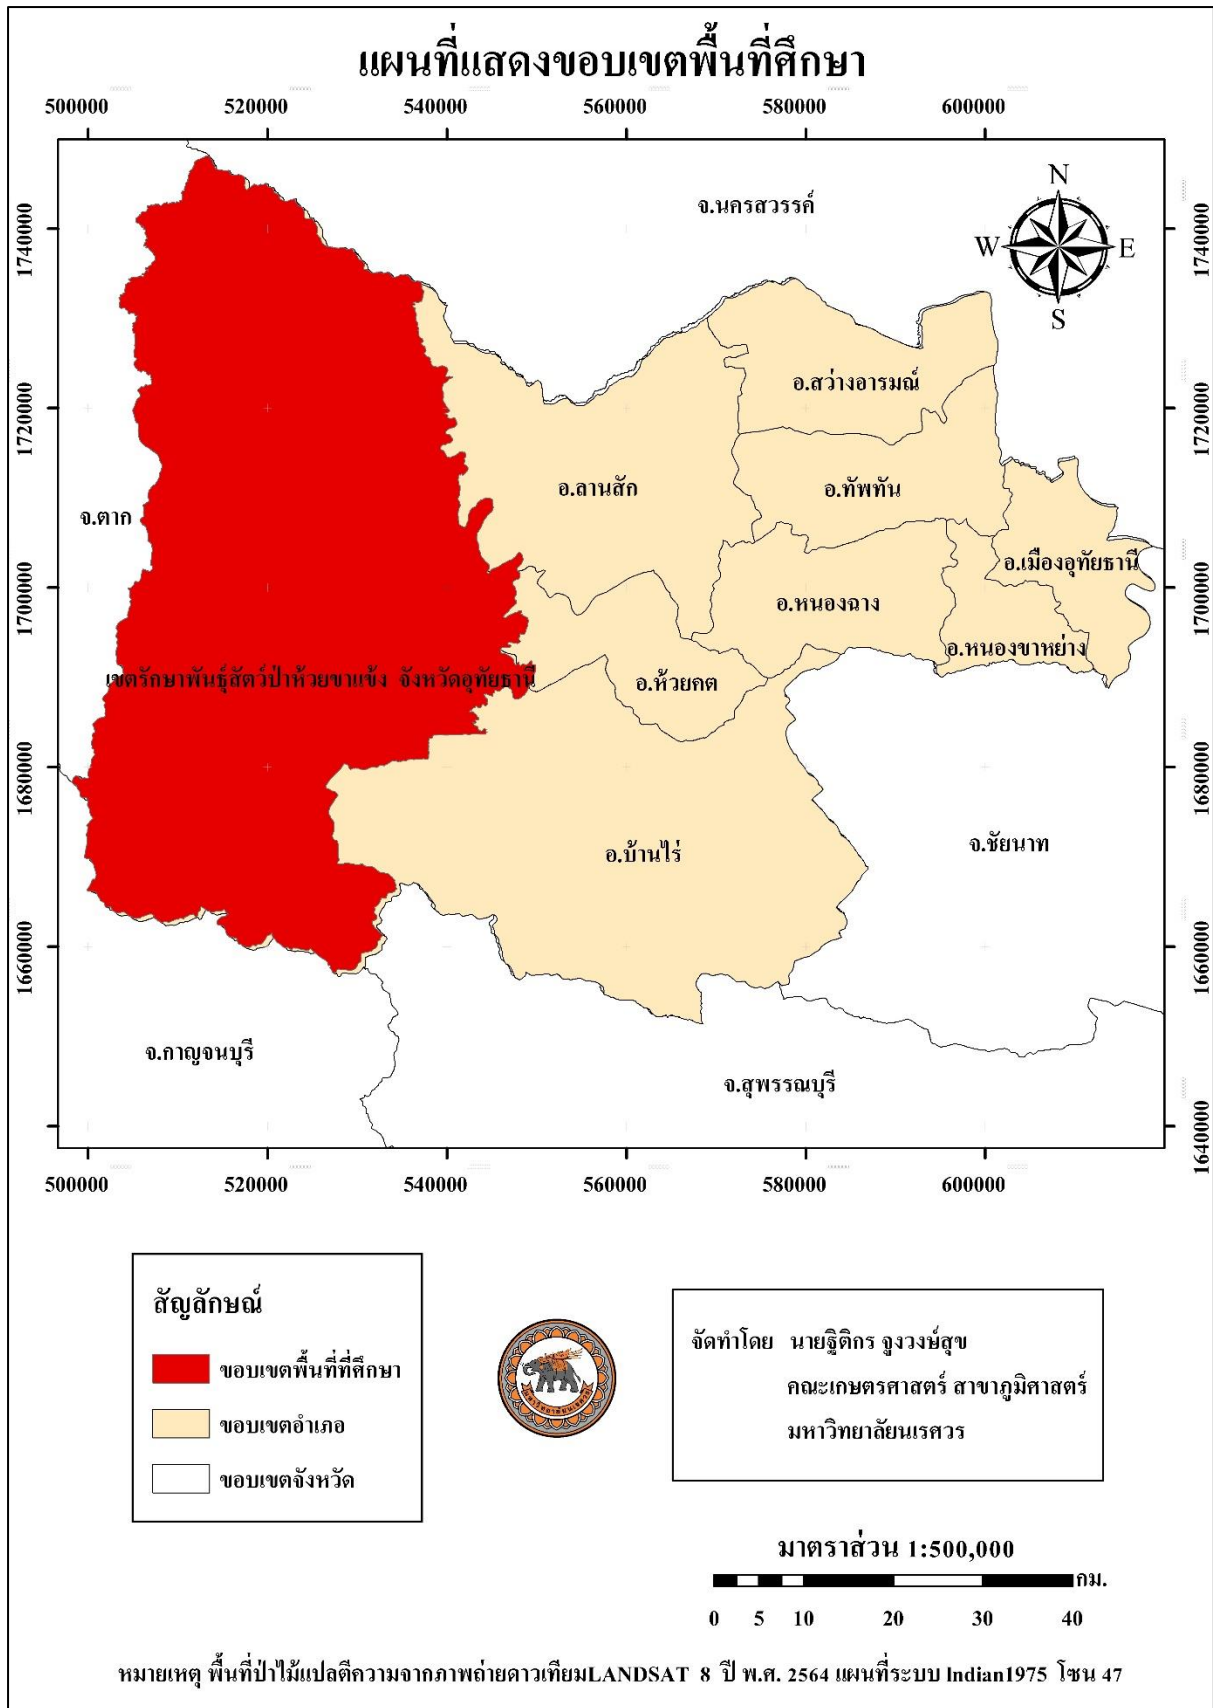 แผนที่แสดงขอบเขตพื้นที่ศึกษา
500000 520000 540000 560000 580000 600000
N
W E
S
1740000 1740000
1720000 1720000
1700000 1700000
1680000 1680000
1660000 1660000
1640000
จ.นครสวรรค์
อ.สว่างอารมณ์
อ.ลานสัก
อ.ทัพทัน
จ.ตาก
อ.เมืองอุทัยธานี
อ.หนองฉาง
อ.หนองขาหย่าง
เขตรักษาพันธุ์สัตว์ป่าห้วยขาแข้ง จังหวัดอุทัยธานี
อ.ห้วยคต
อ.บ้านไร่
จ.ชัยนาท
จ.กาญจนบุรี
จ.สุพรรณบุรี
500000 520000 540000 560000 580000 600000
สัญลักษณ์
ขอบเขตพื้นที่ที่ศึกษา
ขอบเขตอำเภอ
ขอบเขตจังหวัด
มหาวิทยาลัยนเรศวร
จัดทำโดย นายฐิติกร จูงวงษ์สุข
คณะเกษตรศาสตร์ สาขาภูมิศาสตร์
มหาวิทยาลัยนเรศวร
มาตราส่วน 1:500,000
กม.
0 5 10 20 30 40
หมายเหตุ พื้นที่ป่าไม้แปลตีความจากภาพถ่ายดาวเทียมLANDSAT 8 ปี พ.ศ. 2564 แผนที่ระบบ Indian1975 โซน 47